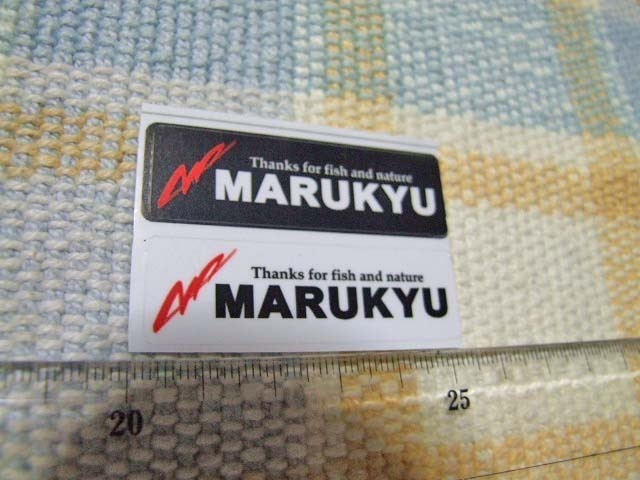 Thanks for fish and nature
MARUKYU
Thanks for fish and nature
MARUKYU
20
25